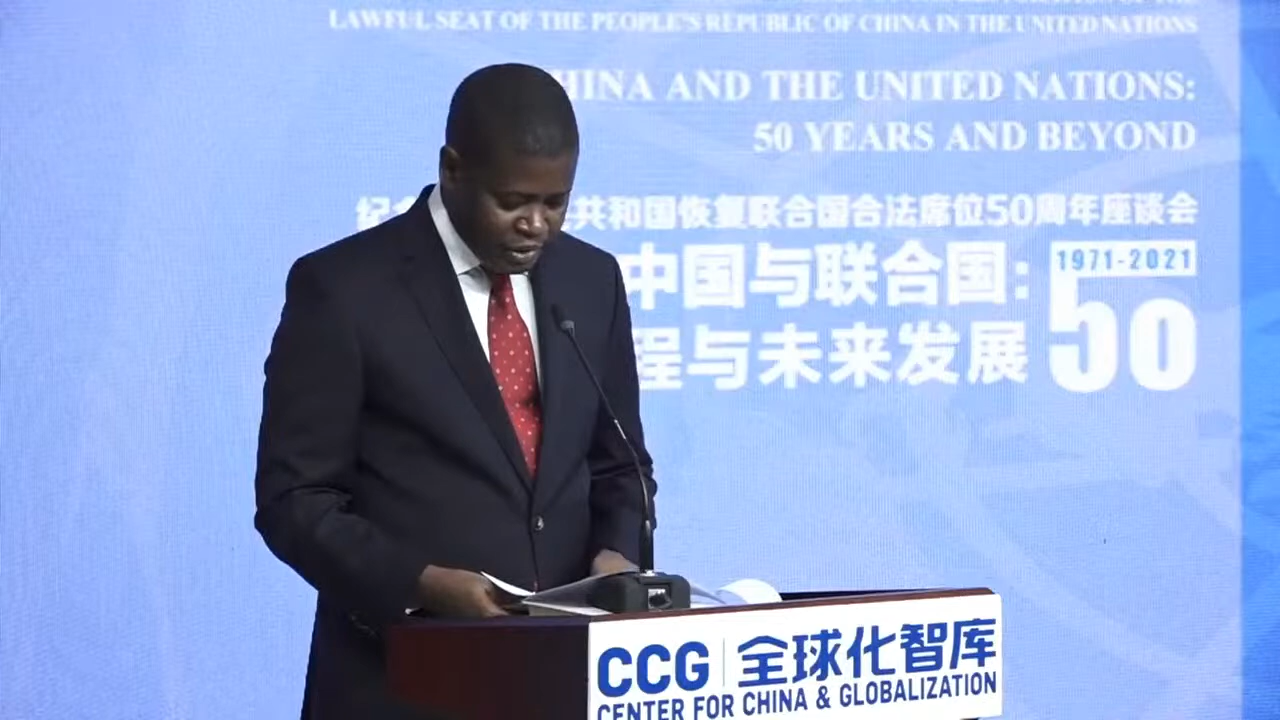 LAWFUL SEAT OF THE PEOPLE'S REPUBLIC OF CHINA IN THE UNITED NATIONS
HINA AND THE UNITED NATIONS:
50 YEARS AND BEYOND
共和国恢复联合国合法席位50周年座谈会
中国与联合国:
程与未来发展
1971-2021
50
CCG 全球化智库
CENTER FOR CHINA & GLOBALIZATION